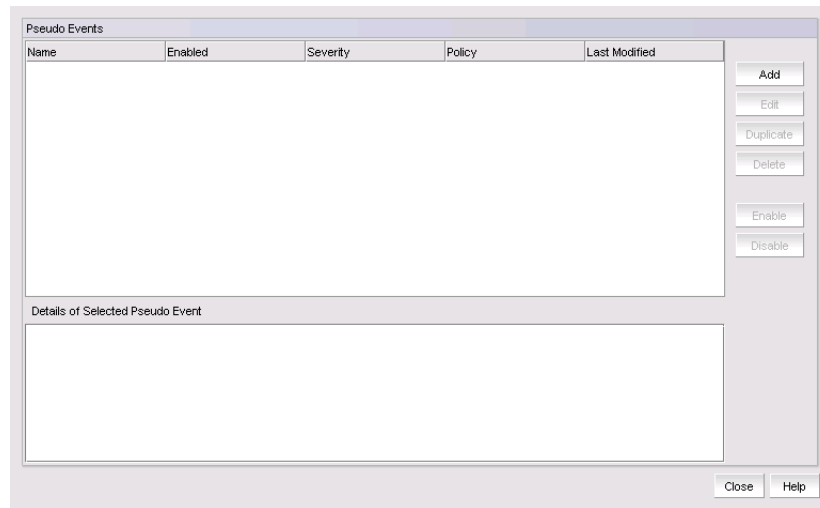 Pseudo Events
Name Enabled Severity Policy Last Modified
Add
Edit
Duplicate
Delete
Enable
Disable
Details of Selected Pseudo Event
Close Help